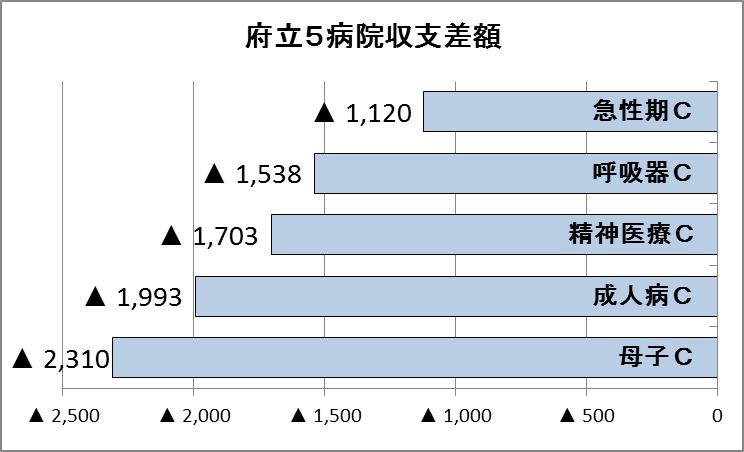 府立５病院収支差額
▲ 1,120 急性期Ｃ
▲ 1,538 呼吸器Ｃ
▲ 1,703 精神医療Ｃ
▲ 1,993 成人病Ｃ
▲ 2,310 母子Ｃ
▲ 2,500 ▲ 2,000 ▲ 1,500 ▲ 1,000 ▲ 500 0